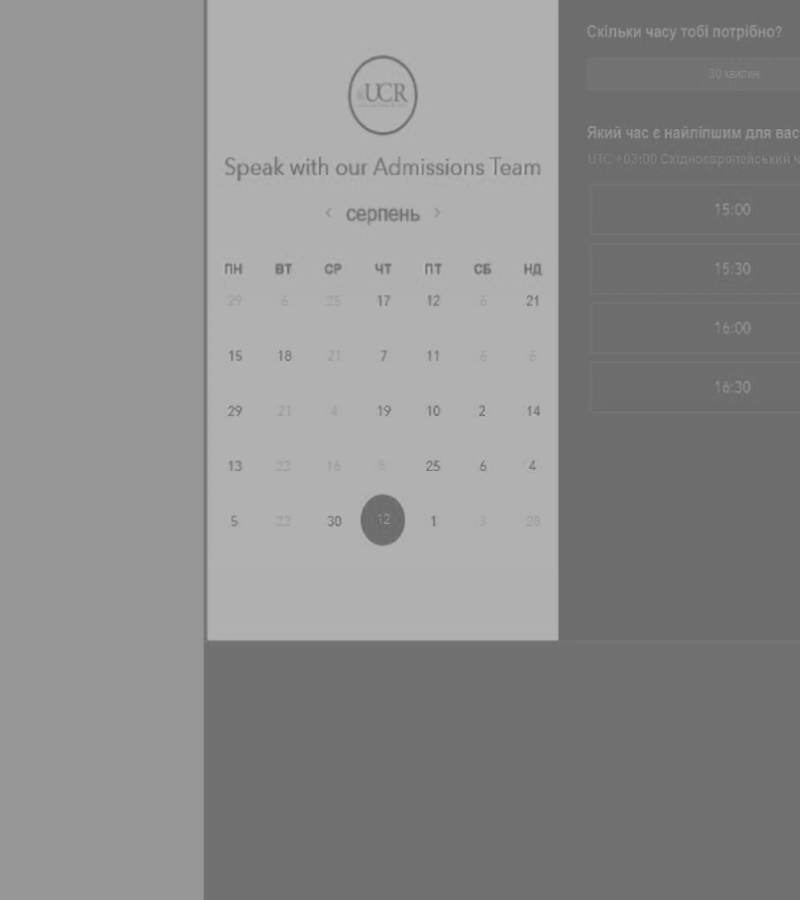 UCR
Speak with our Admissions Team
‹ серпень ›
ПН ВТ СР ЧТ ПТ СБ НД
29 6 25 17 12 6 21
15 18 21 7 11 6 6
29 21 4 19 10 2 14
13 23 16 5 25 6 4
5 23 30 12 1 3 28
Скільки часу тобі потрібно?
30 хвилин
Який час є найліпшим для вас
UTC +03:00 Східноєвропейський ч
15:00
15:30
16:00
16:30